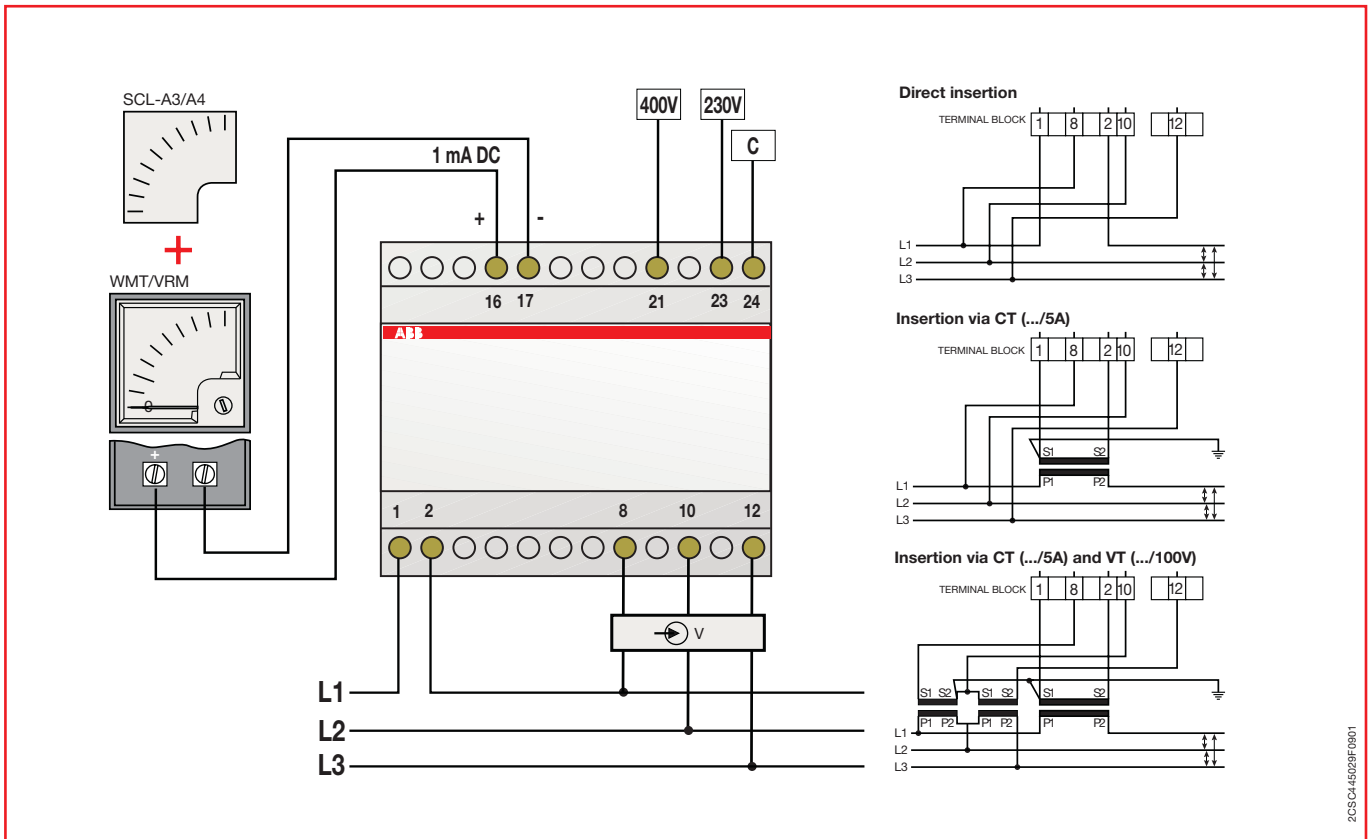 SCL-A3/A4
+
WMT/VRM
0
+
1 mA DC
+ -
400V 230V
C
16 17 21 23 24
ABB
1 2 8 10 12
V
L1
L2
L3
Direct insertion
TERMINAL BLOCK 1 8 2 10 12
L1
L2
L3
Insertion via CT (.../5A)
TERMINAL BLOCK 1 8 2 10 12
S1 S2
P1 P2
L1
L2
L3
Insertion via CT (.../5A) and VT (.../100V)
TERMINAL BLOCK 1 8 2 10 12
S1 S2 S1 S2 S1 S2
P1 P2 P1 P2 P1 P2
L1
L2
L3
2CSC445029F0901